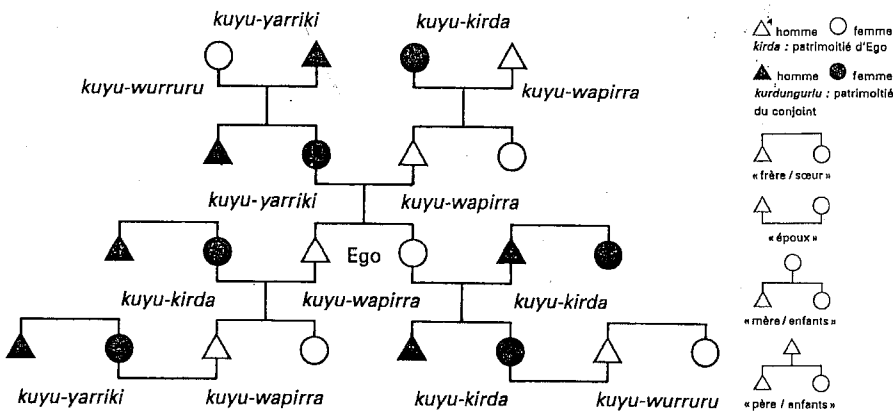 kuyu-yarriki
kuyu-kirda
kuyu-wurruru
kuyu-wapirra
kuyu-yarriki
kuyu-wapirra
Ego
kuyu-kirda
kuyu-wapirra
kuyu-kirda
kuyu-yarriki
kuyu-wapirra
kuyu-kirda
kuyu-wurruru
homme femme
kirda : patrimoitié d'Ego
homme femme
kurdungurlu : patrimoitié
du conjoint
« frère / sœur »
« époux »
« mère / enfants »
« père / enfants »